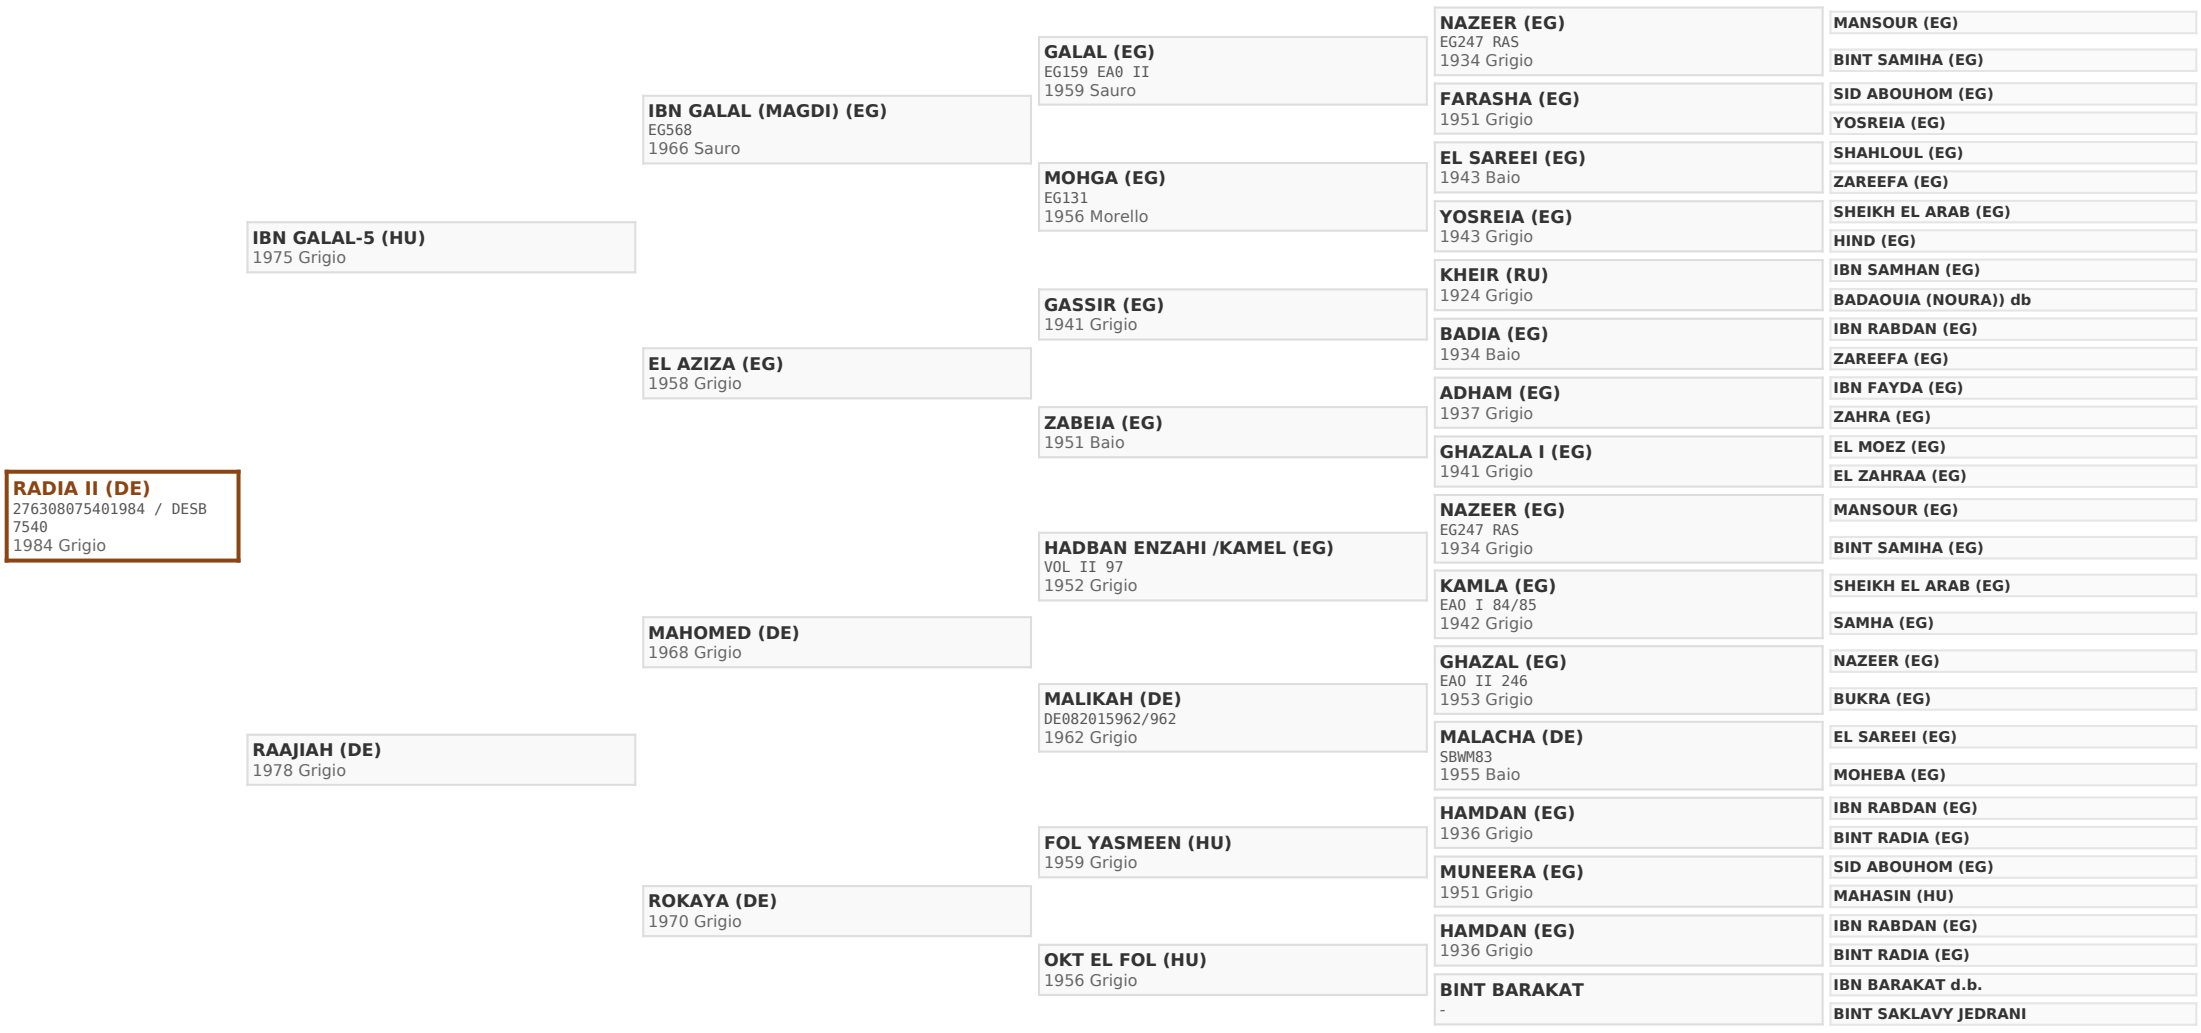 RADIA II (DE)
276308075401984 / DESB
7540
1984 Grigio
IBN GALAL-5 (HU)
1975 Grigio
RAAJIAH (DE)
1978 Grigio
IBN GALAL (MAGDI) (EG)
EG568
1966 Sauro
EL AZIZA (EG)
1958 Grigio
MAHOMED (DE)
1968 Grigio
ROKAYA (DE)
1970 Grigio
GALAL (EG)
EG159 EA0 II
1959 Sauro
MOHGA (EG)
EG131
1956 Morello
GASSIR (EG)
1941 Grigio
ZABEIA (EG)
1951 Baio
HADBAN ENZAHI /KAMEL (EG)
VOL II 97
1952 Grigio
MALIKAH (DE)
DE082015962/962
1962 Grigio
FOL YASMEEN (HU)
1959 Grigio
OKT EL FOL (HU)
1956 Grigio
NAZEER (EG)
EG247 RAS
1934 Grigio
FARASHA (EG)
1951 Grigio
EL SAREEI (EG)
1943 Baio
YOSREIA (EG)
1943 Grigio
KHEIR (RU)
1924 Grigio
BADIA (EG)
1934 Baio
ADHAM (EG)
1937 Grigio
GHAZALA I (EG)
1941 Grigio
NAZEER (EG)
EG247 RAS
1934 Grigio
KAMLA (EG)
EAO I 84/85
1942 Grigio
GHAZAL (EG)
EAO II 246
1953 Grigio
MALACHA (DE)
SBWM83
1955 Baio
HAMDAN (EG)
1936 Grigio
MUNEERA (EG)
1951 Grigio
HAMDAN (EG)
1936 Grigio
BINT BARAKAT
-
MANSOUR (EG)
BINT SAMIHA (EG)
SID ABOUHOM (EG)
YOSREIA (EG)
SHAHLOUL (EG)
ZAREEFA (EG)
SHEIKH EL ARAB (EG)
HIND (EG)
IBN SAMHAN (EG)
BADAOUIA (NOURA)) db
IBN RABDAN (EG)
ZAREEFA (EG)
IBN FAYDA (EG)
ZAHRA (EG)
EL MOEZ (EG)
EL ZAHRAA (EG)
MANSOUR (EG)
BINT SAMIHA (EG)
SHEIKH EL ARAB (EG)
SAMHA (EG)
NAZEER (EG)
BUKRA (EG)
EL SAREEI (EG)
MOHEBA (EG)
IBN RABDAN (EG)
BINT RADIA (EG)
SID ABOUHOM (EG)
MAHASIN (HU)
IBN RABDAN (EG)
BINT RADIA (EG)
IBN BARAKAT d.b.
BINT SAKLAVY JEDRANI